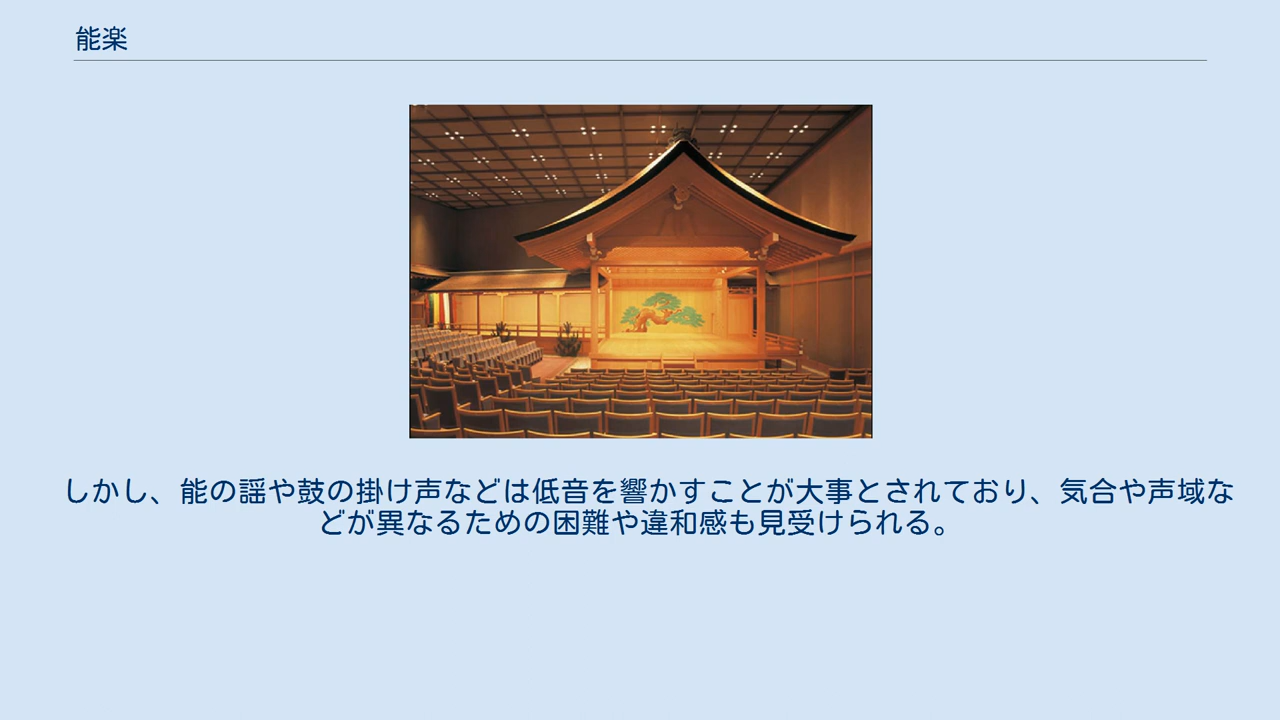 能楽
しかし、能の謡や鼓の掛け声などは低音を響かすことが大事とされており、気合や声域な
どが異なるための困難や違和感も見受けられる。